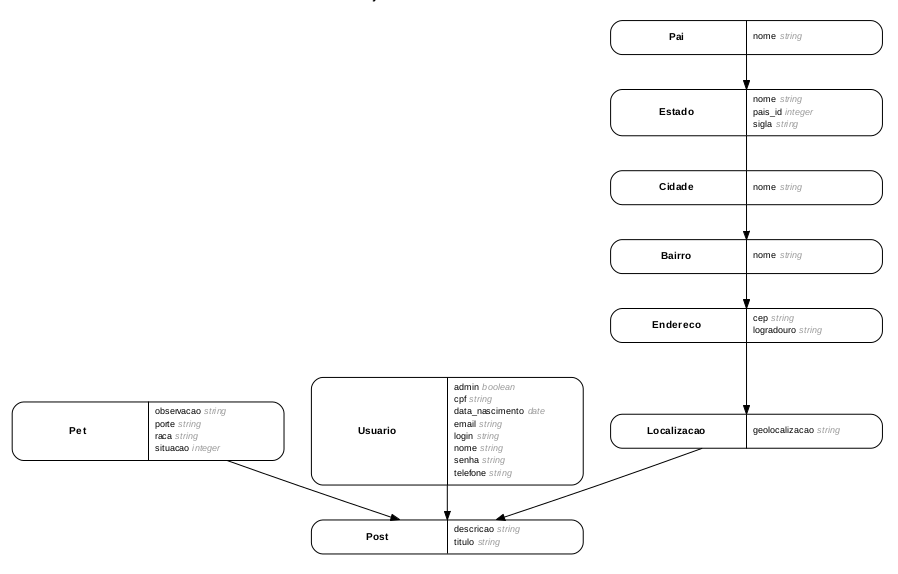 Pai
nome string
Estado
nome string
pais_id integer
sigla string
Cidade
nome string
Bairro
nome string
Endereco
cep string
logradouro string
Pet
observacao string
porte string
raca string
situacao integer
Usuario
admin boolean
cpf string
data_nascimento date
email string
login string
nome string
senha string
telefone string
Localizacao
geolocalizacao string
Post
descricao string
titulo string